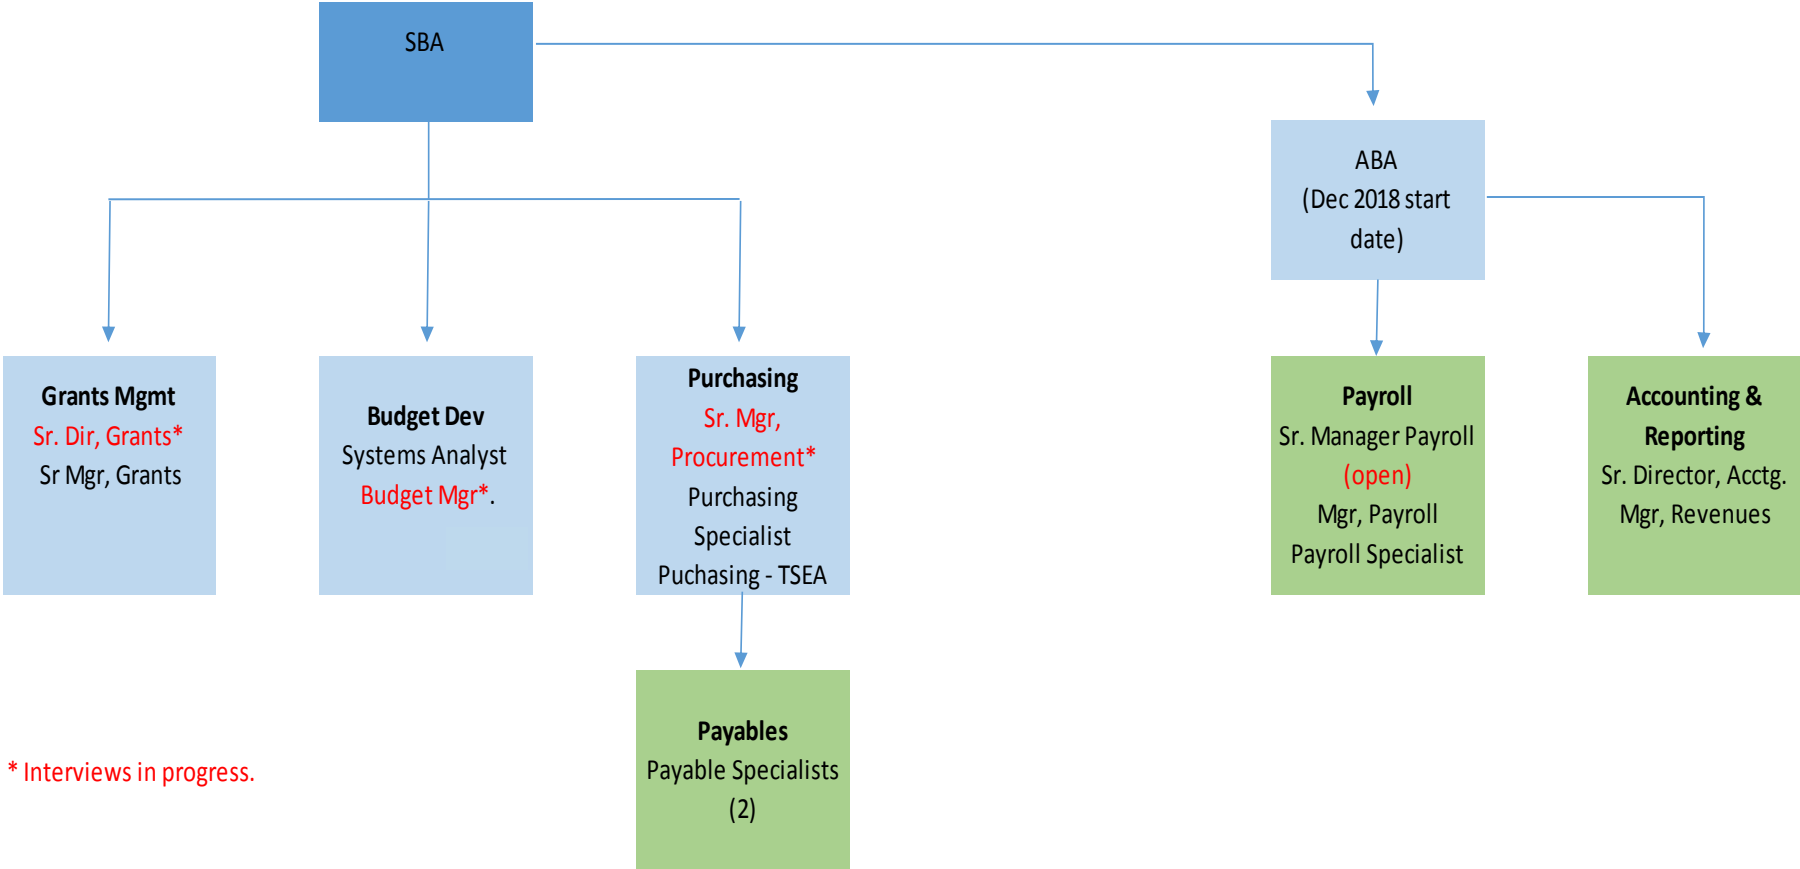 SBA
ABA
(Dec 2018 start
date)
Grants Mgmt
Sr. Dir, Grants*
Sr Mgr, Grants
Budget Dev
Systems Analyst
Budget Mgr*.
Purchasing
Sr. Mgr,
Procurement*
Purchasing
Specialist
Puchasing - TSEA
Payroll
Sr. Manager Payroll
(open)
Mgr, Payroll
Payroll Specialist
Accounting &
Reporting
Sr. Director, Acctg.
Mgr, Revenues
Payables
Payable Specialists
(2)
* Interviews in progress.